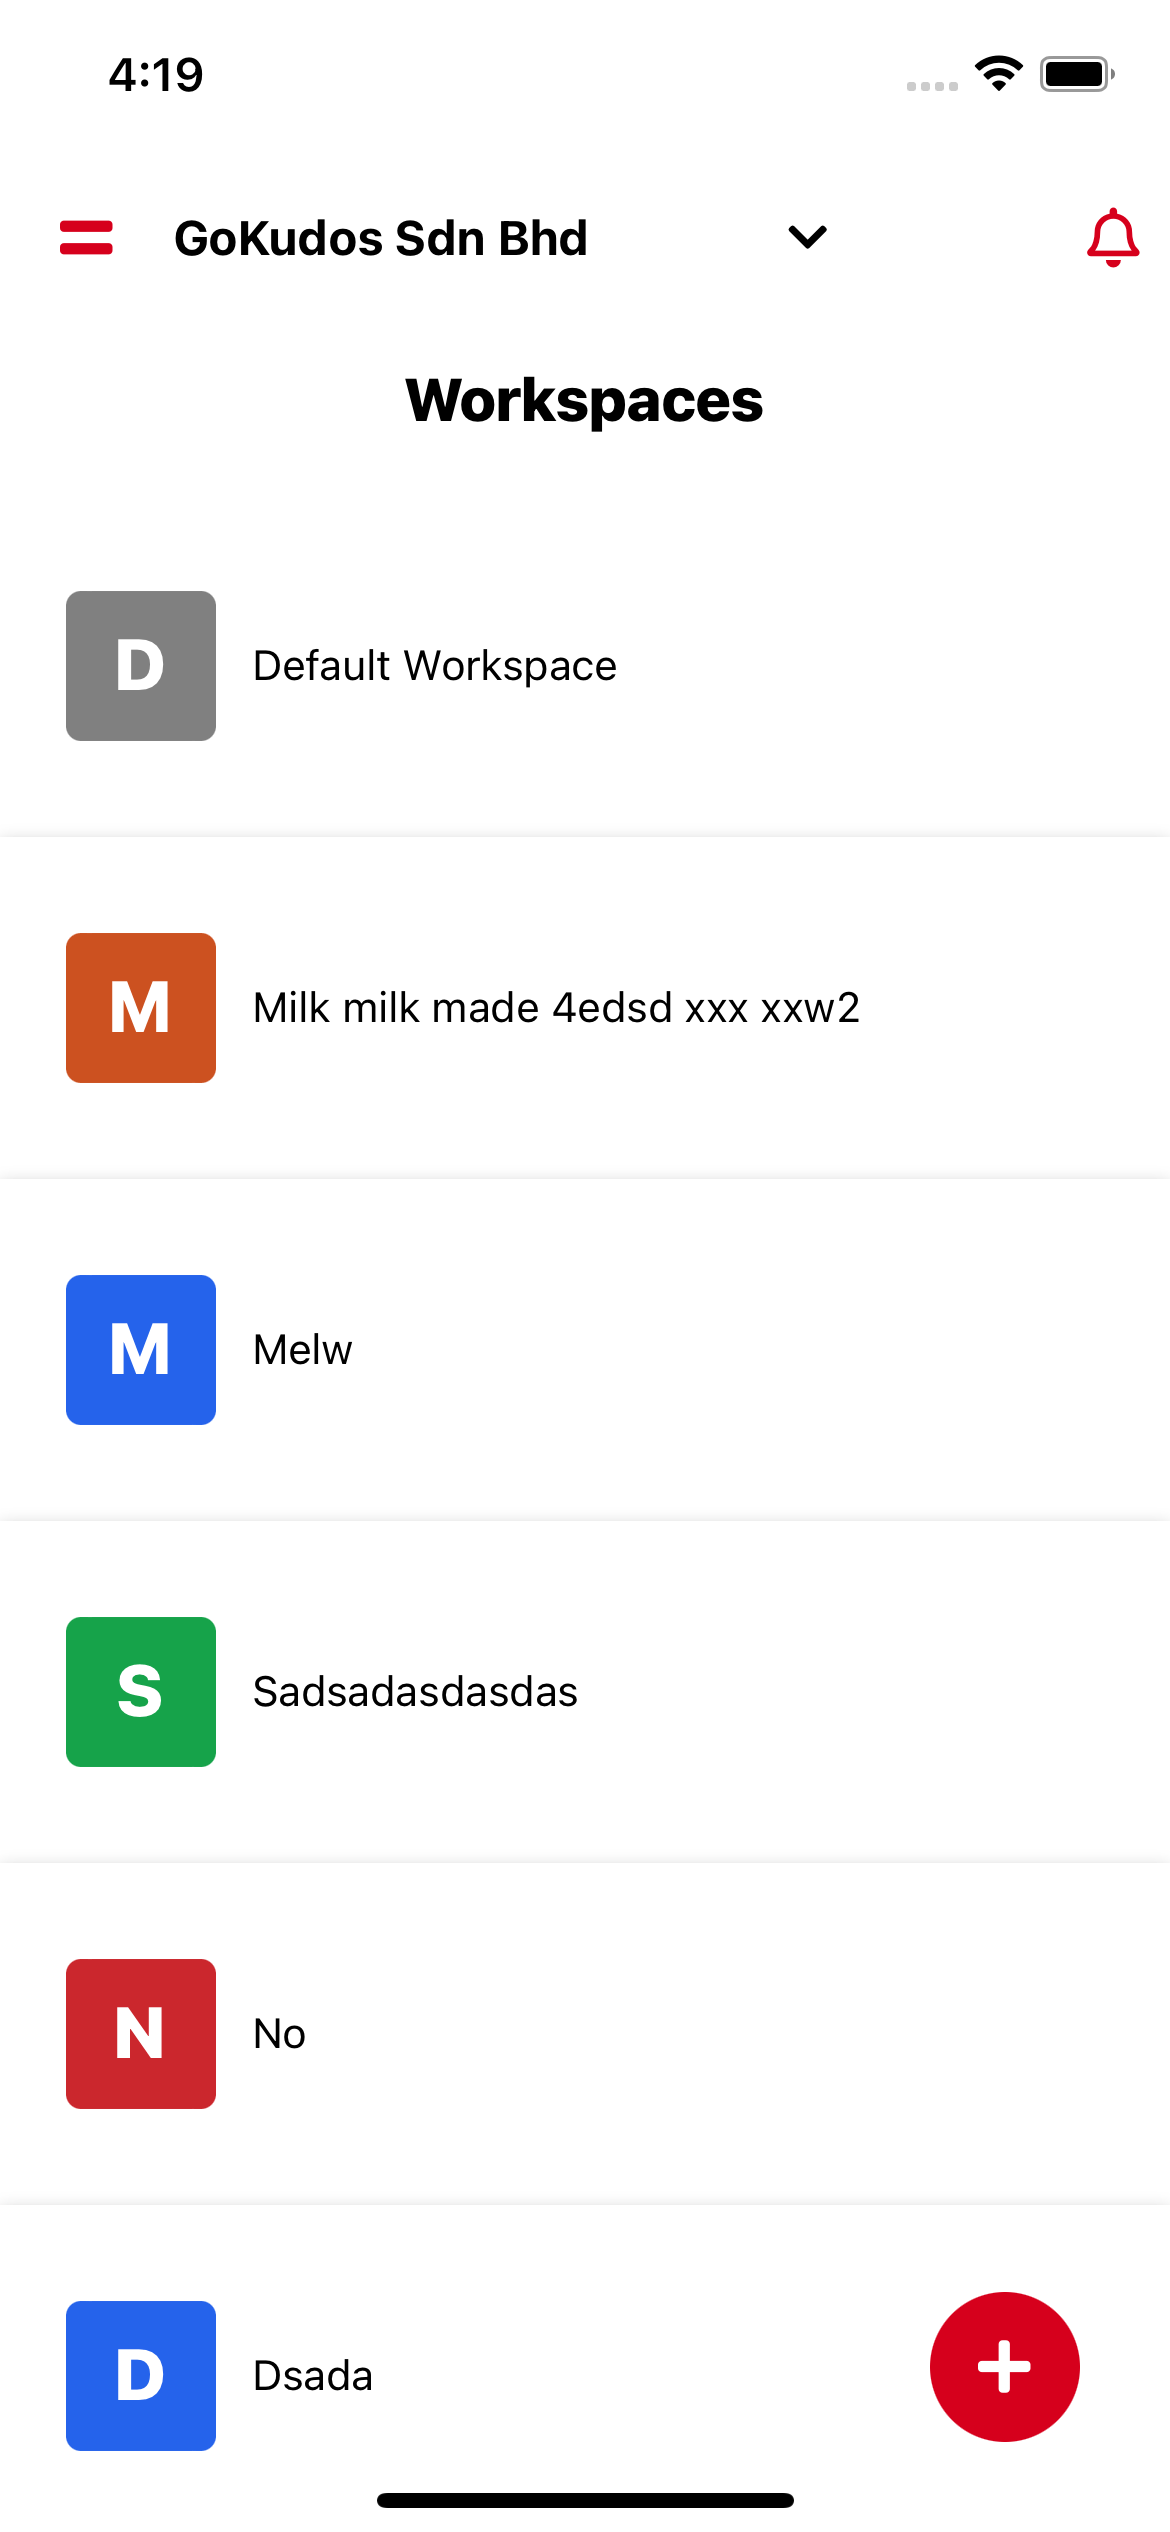 4:19
GoKudos Sdn Bhd
Workspaces
D
Default Workspace
M
Milk milk made 4edsd xxx xxw2
M
Melw
S
Sadsadasdasdas
N
No
D
Dsada